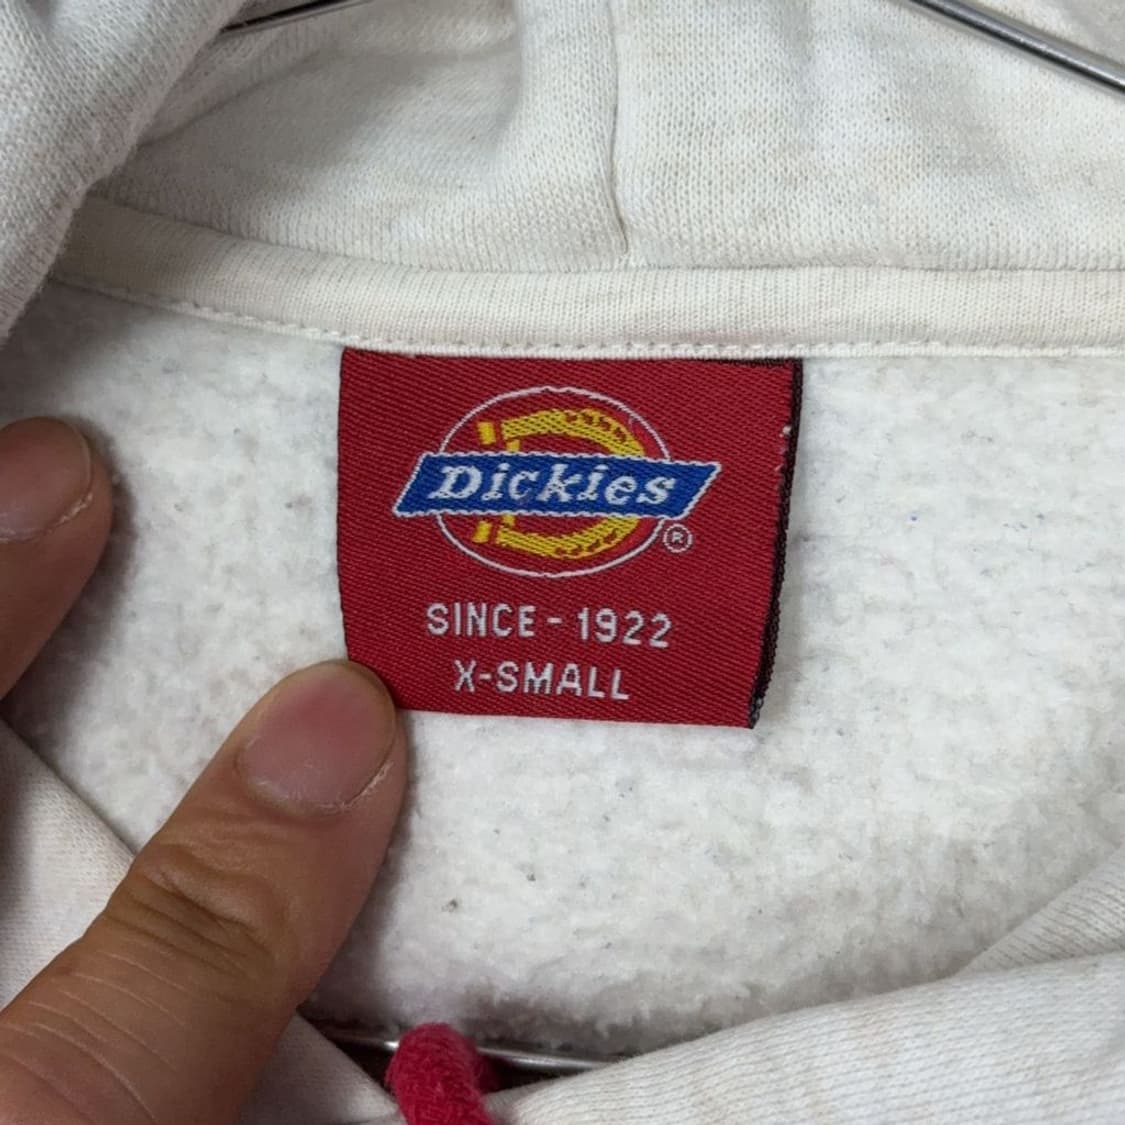 Dickies
®
SINCE - 1922
X-SMALL